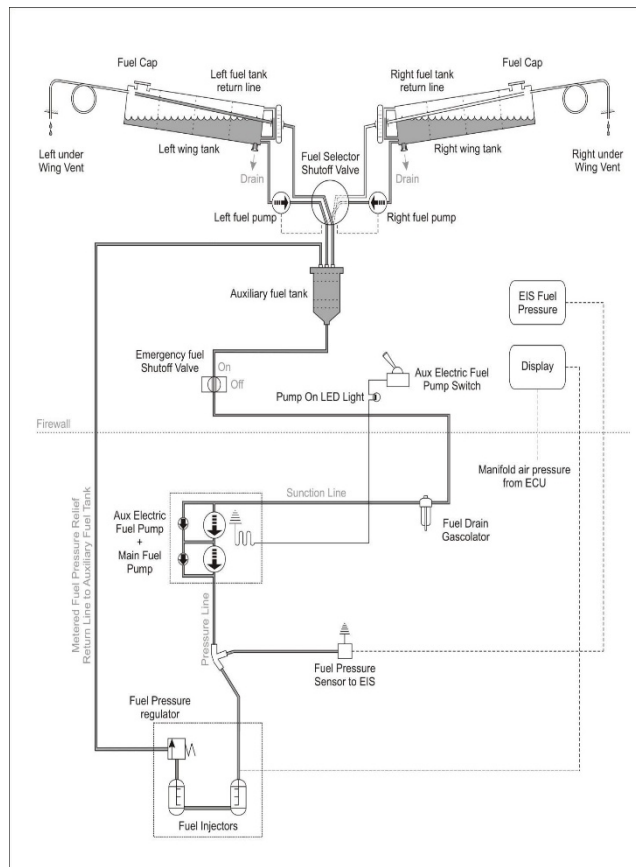 Fuel Cap
Fuel Cap
Left fuel tank
return line
Right fuel tank
return line
Left under
Wing Vent
Left wing tank
Fuel Selector
Shutoff Valve
Right wing tank
Right under
Wing Vent
Drain
Drain
Left fuel pump
Right fuel pump
Auxiliary fuel tank
EIS Fuel
Pressure
Emergency fuel
Shutoff Valve
On
Off
Aux Electric Fuel
Pump Switch
Display
Pump On LED Light
Firewall
Manifold air pressure
from ECU
Sunction Line
Aux Electric
Fuel Pump
+
Main Fuel
Pump
Fuel Drain
Gascolator
Metered Fuel Pressure Relief
Return Line to Auxiliary Fuel Tank
Pressure Line
Fuel Pressure
Sensor to EIS
Fuel Pressure
regulator
Fuel Injectors